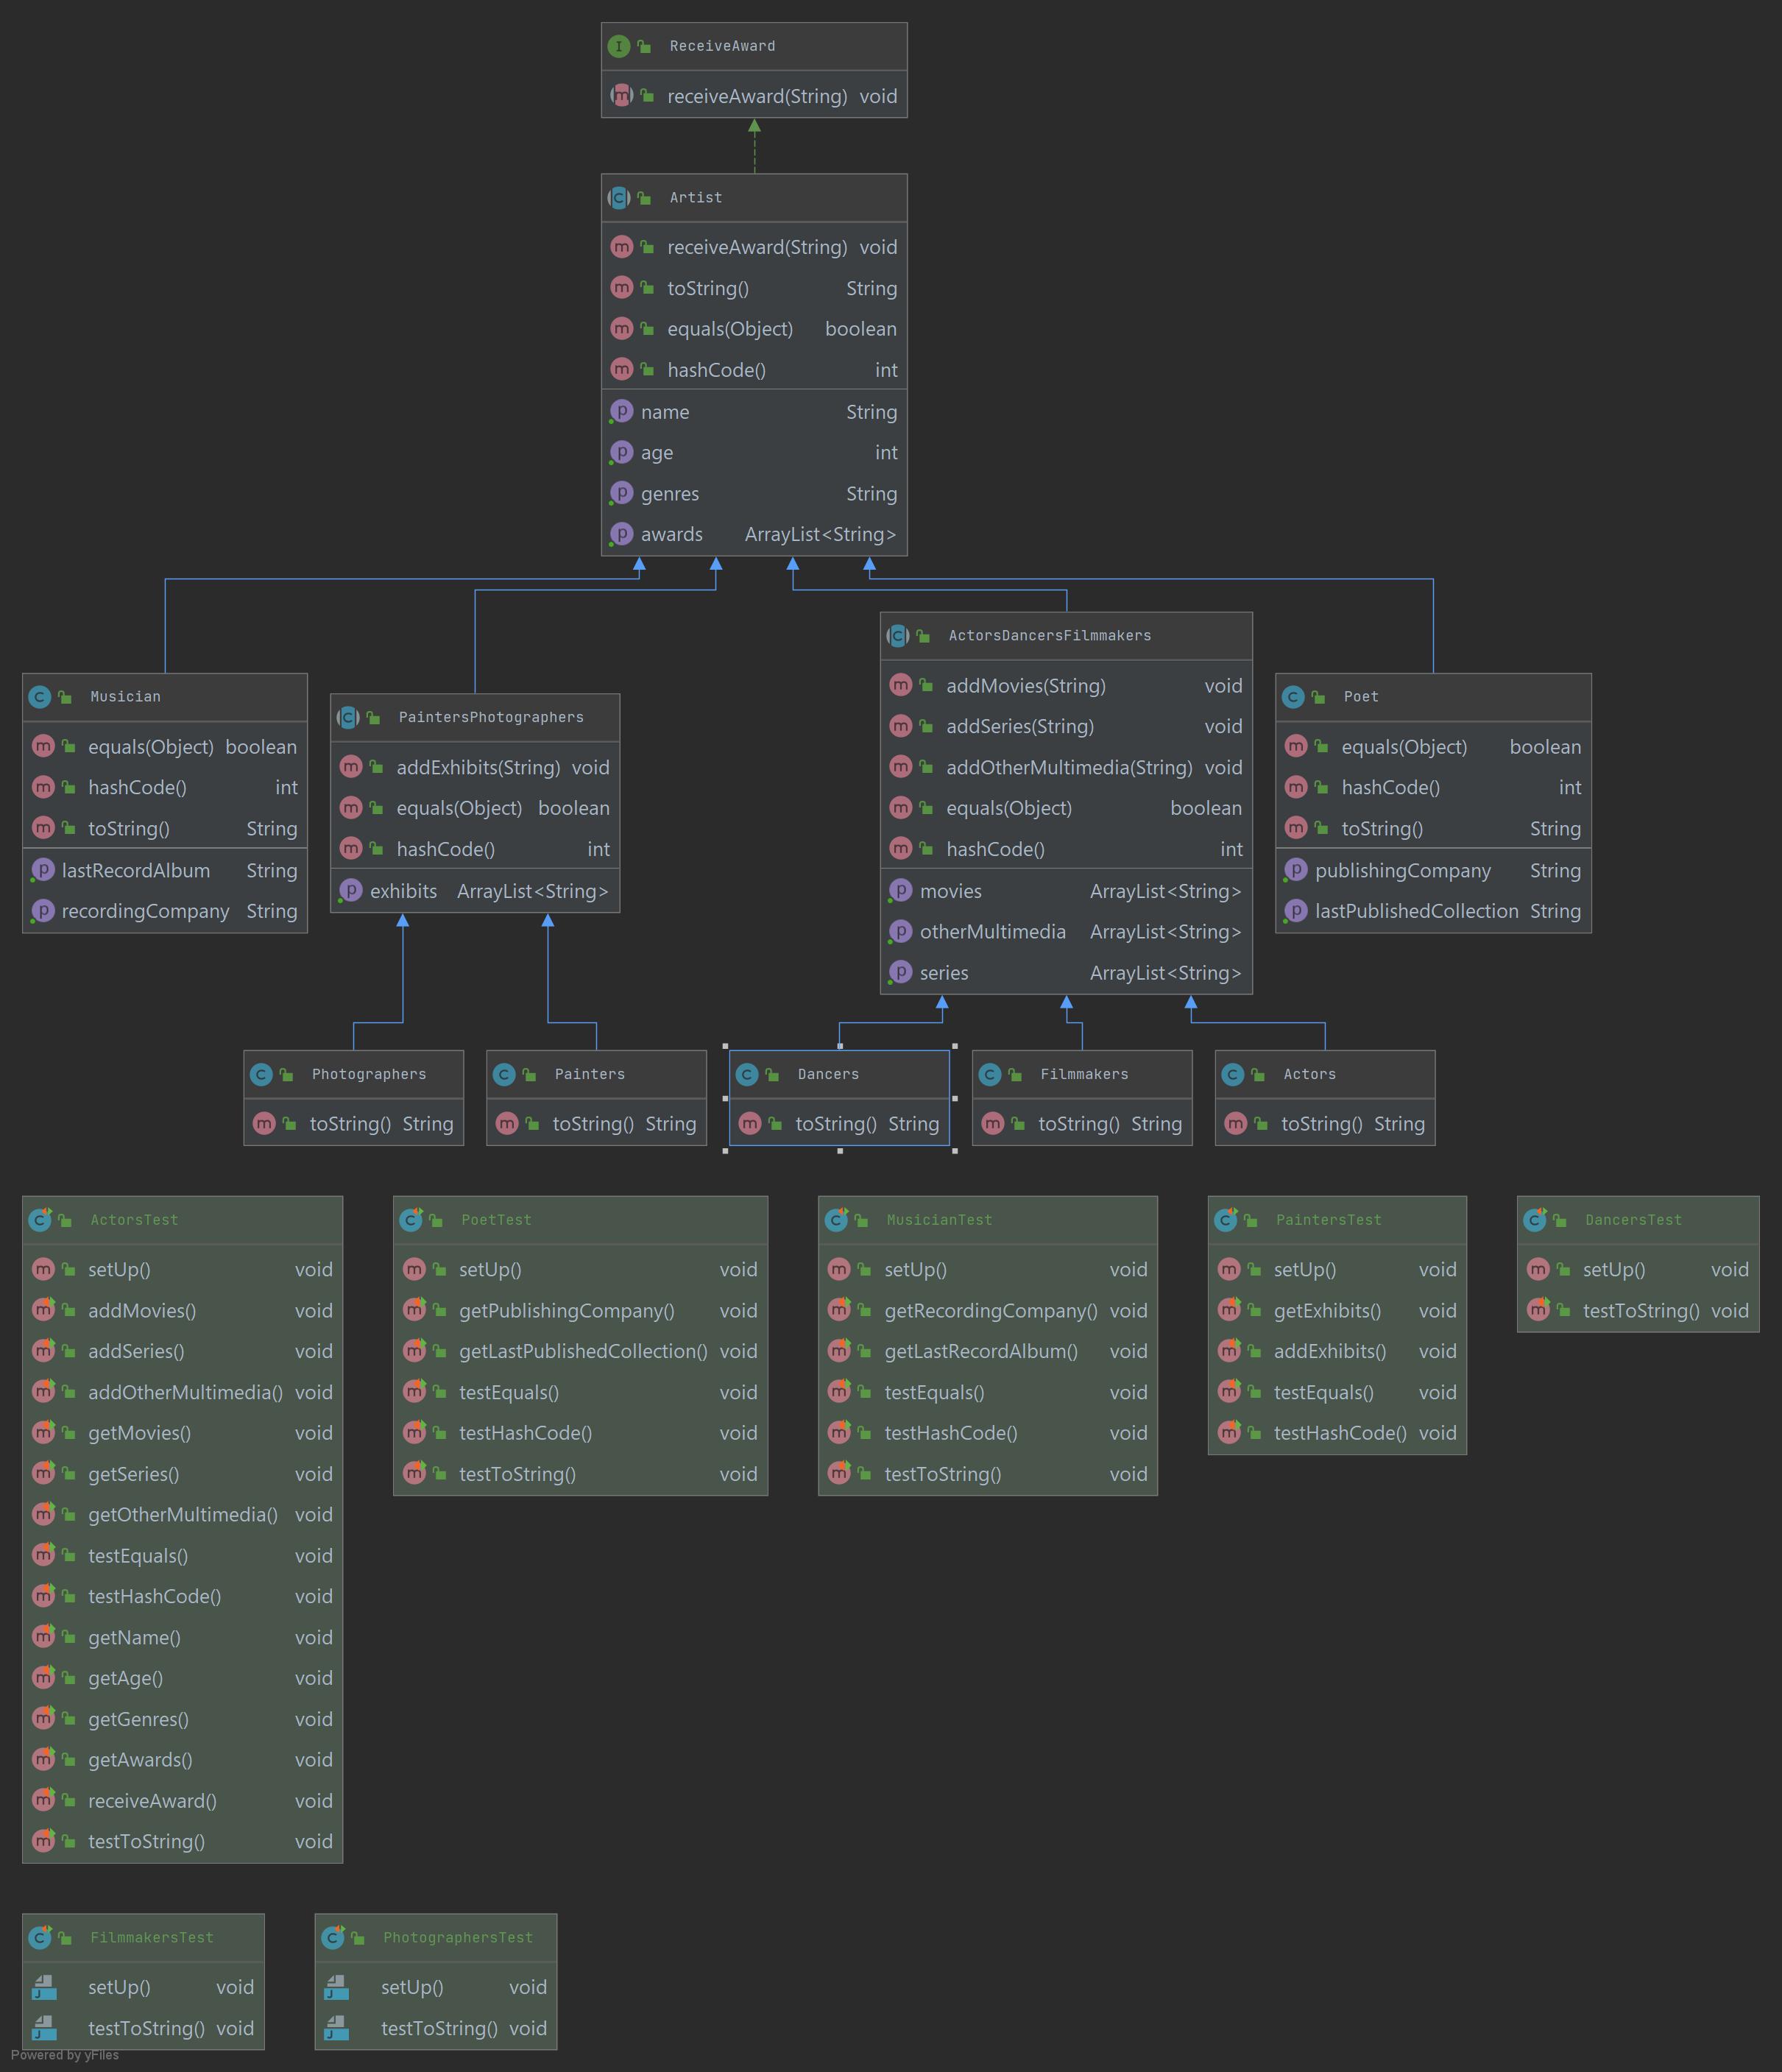 ReceiveAward
receiveAward(String) void
Artist
receiveAward(String) void
toString() String
equals(Object) boolean
hashCode() int
name String
age int
genres String
awards ArrayList<String>
Musician
equals(Object) boolean
hashCode() int
toString() String
lastRecordAlbum String
recordingCompany String
PaintersPhotographers
addExhibits(String) void
equals(Object) boolean
hashCode() int
exhibits ArrayList<String>
ActorsDancersFilmmakers
addMovies(String) void
addSeries(String) void
addOtherMultimedia(String) void
equals(Object) boolean
hashCode() int
movies ArrayList<String>
otherMultimedia ArrayList<String>
series ArrayList<String>
Poet
equals(Object) boolean
hashCode() int
toString() String
publishingCompany String
lastPublishedCollection String
Photographers
toString() String
Painters
toString() String
Dancers
toString() String
Filmmakers
toString() String
Actors
toString() String
ActorsTest
setUp() void
addMovies() void
addSeries() void
addOtherMultimedia() void
getMovies() void
getSeries() void
getOtherMultimedia() void
testEquals() void
testHashCode() void
getName() void
getAge() void
getGenres() void
getAwards() void
receiveAward() void
testToString() void
PoetTest
setUp() void
getPublishingCompany() void
getLastPublishedCollection() void
testEquals() void
testHashCode() void
testToString() void
MusicianTest
setUp() void
getRecordingCompany() void
getLastRecordAlbum() void
testEquals() void
testHashCode() void
testToString() void
PaintersTest
setUp() void
getExhibits() void
addExhibits() void
testEquals() void
testHashCode() void
DancersTest
setUp() void
testToString() void
FilmmakersTest
setUp() void
testToString() void
PhotographersTest
setUp() void
testToString() void
Powered by yFiles